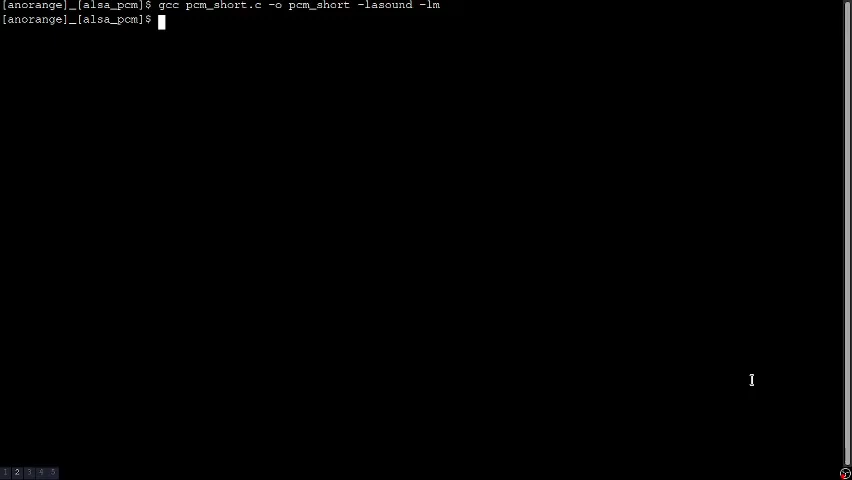 [anorange]_[alsa_pcm]$ gcc pcm_short.c -o pcm_short -lasound -lm
[anorange]_[alsa_pcm]$
1 2 3 4 5